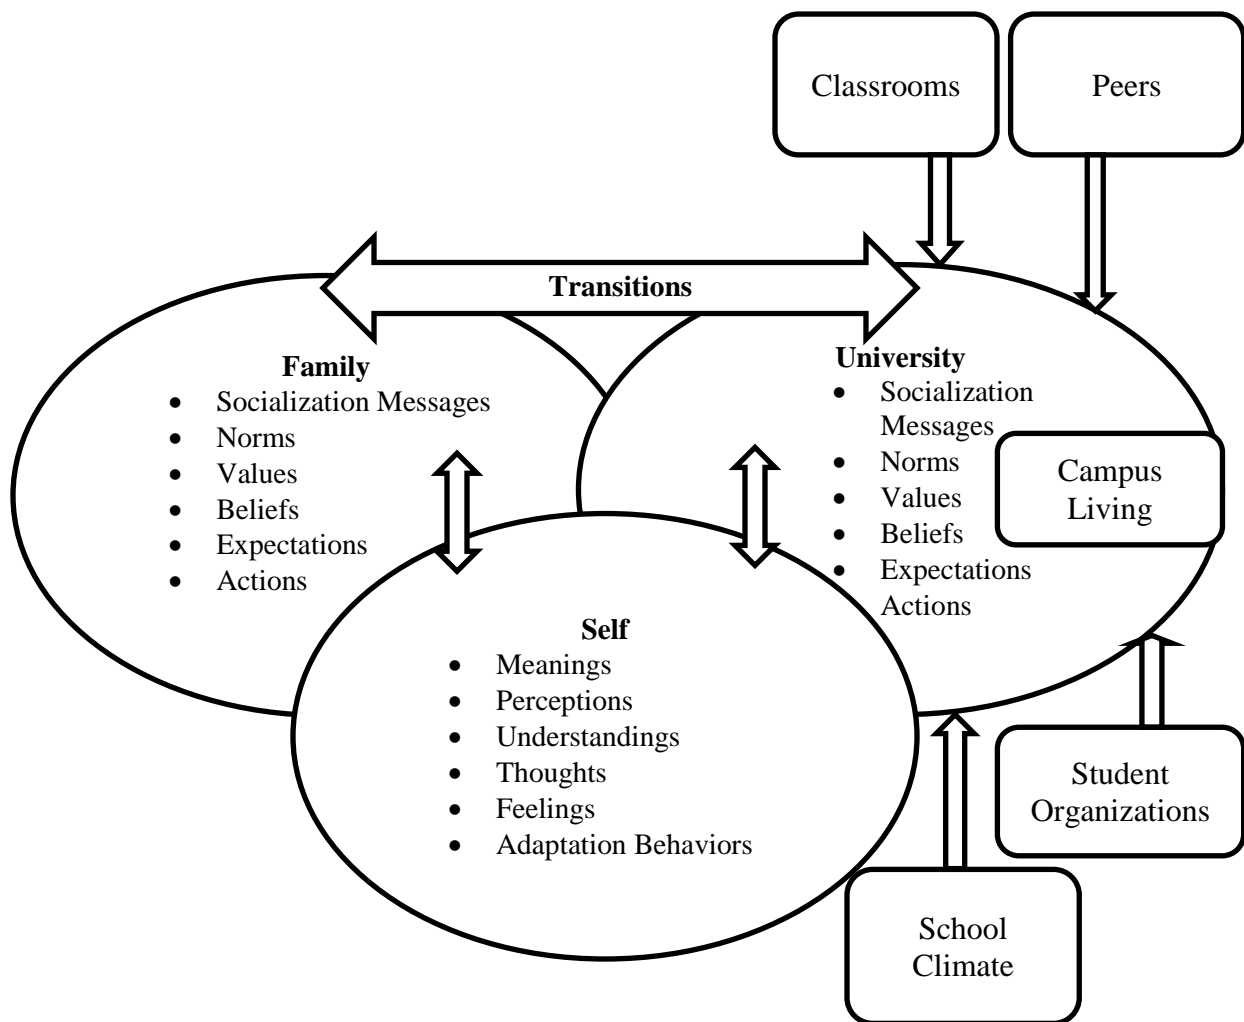 Classrooms
Peers
Transitions
Family
• Socialization Messages
• Norms
• Values
• Beliefs
• Expectations
• Actions
University
• Socialization
Messages
• Norms
• Values
• Beliefs
• Expectations
Actions
Campus
Living
Self
• Meanings
• Perceptions
• Understandings
• Thoughts
• Feelings
• Adaptation Behaviors
Student
Organizations
School
Climate